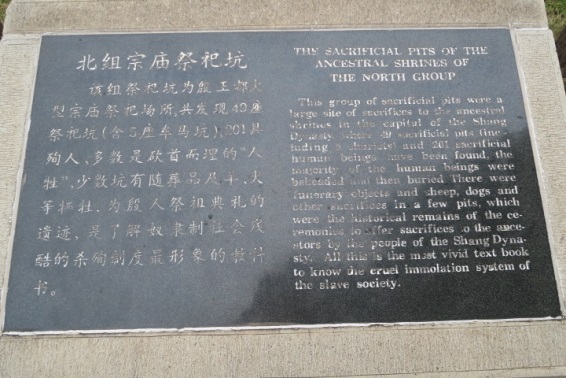 北组宗庙祭祀坑
该组祭祀坑为殷王都大
型宗庙祭祀场所,共发现49座
祭祀坑(含5座车马坑),201具
殉人、多数是砍首而埋的“人
牲”,少数坑有随葬品及羊、犬
等牺牲、为殷人祭祖典礼的
遗迹、是了解奴隶制社会残
酷的杀殉制度最形象的教科
书。
THE SACRIFICIAL PITS OF THE
ANCESTRAL SHRINES OF
THE NORTH GROUP
This group of sacrificial pits were a
large site of sacrifices to the ancestral
shrines in the capital of the Shang
Dynasty, where 49 sacrificial pits (inc-
luding 5 chariots) and 201 sacrificial
human beings have been found, the
majority of the human beings were
beheaded and then buried There were
funerary objects and sheep, dogs and
other sacrifices in a few pits, which
were the historical remains of the ce-
remonies to offer sacrifices to the ance-
stors by the people of the Shang Dyna-
sty. All this is the most vivid text book
to know the cruel immolation system of
the slave society.